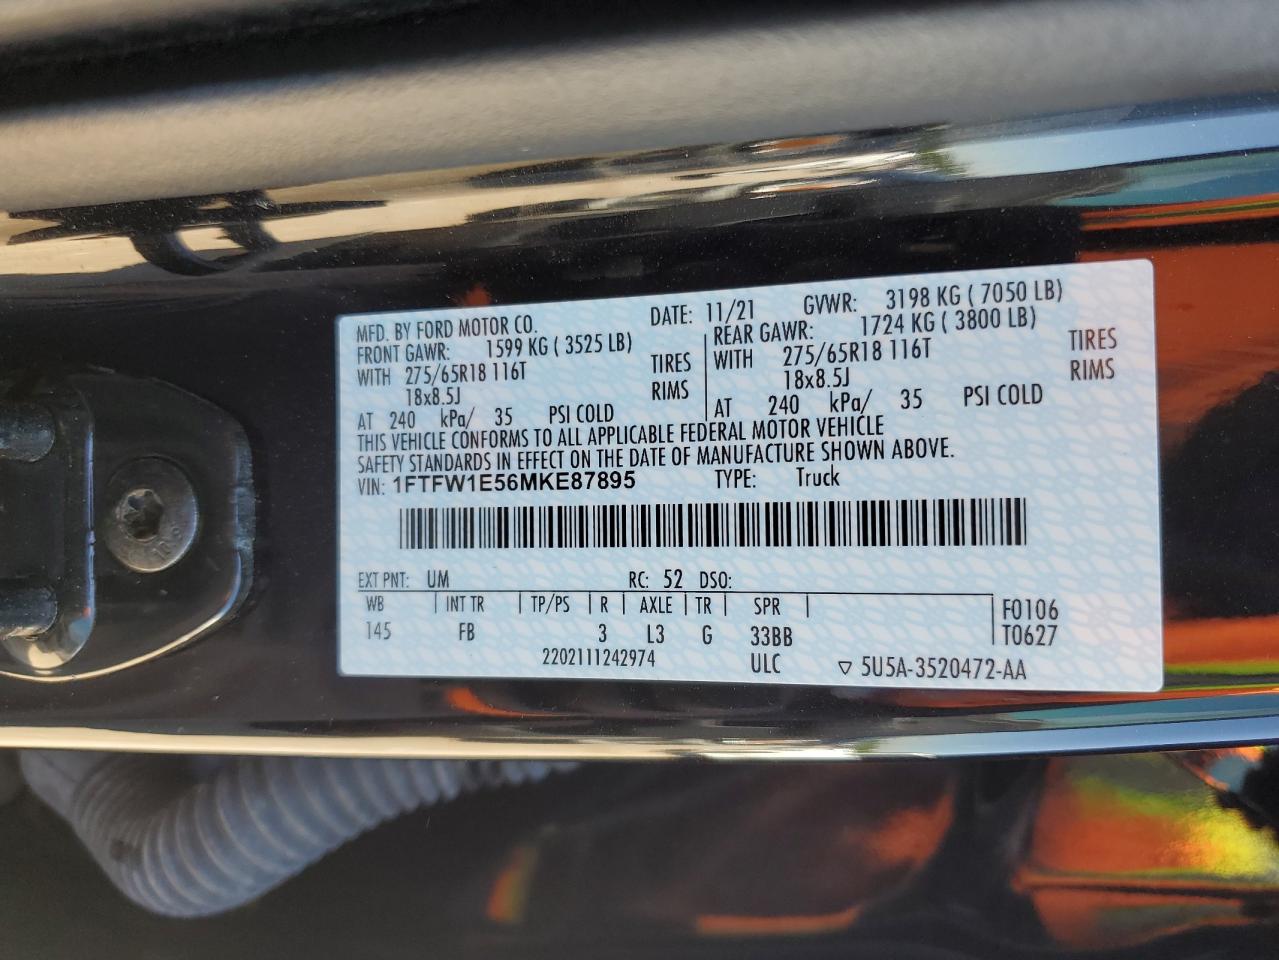 MFD. BY FORD MOTOR CO. DATE: 11/21 GVWR: 3198 KG ( 7050 LB)
FRONT GAWR: 1599 KG ( 3525 LB) REAR GAWR: 1724 KG ( 3800 LB)
WITH 275/65R18 116T TIRES WITH 275/65R18 116T TIRES
18x8.5J RIMS 18x8.5J RIMS
AT 240 kPa/ 35 PSI COLD AT 240 kPa/ 35 PSI COLD
THIS VEHICLE CONFORMS TO ALL APPLICABLE FEDERAL MOTOR VEHICLE
SAFETY STANDARDS IN EFFECT ON THE DATE OF MANUFACTURE SHOWN ABOVE.
VIN: 1FTFW1E56MKE87895 TYPE: Truck
EXT PNT: UM RC: 52 DSO:
WB INT TR TP/PS R AXLE TR SPR F0106
145 FB 3 L3 G 33BB T0627
2202111242974 ULC ▽ 5U5A-3520472-AA